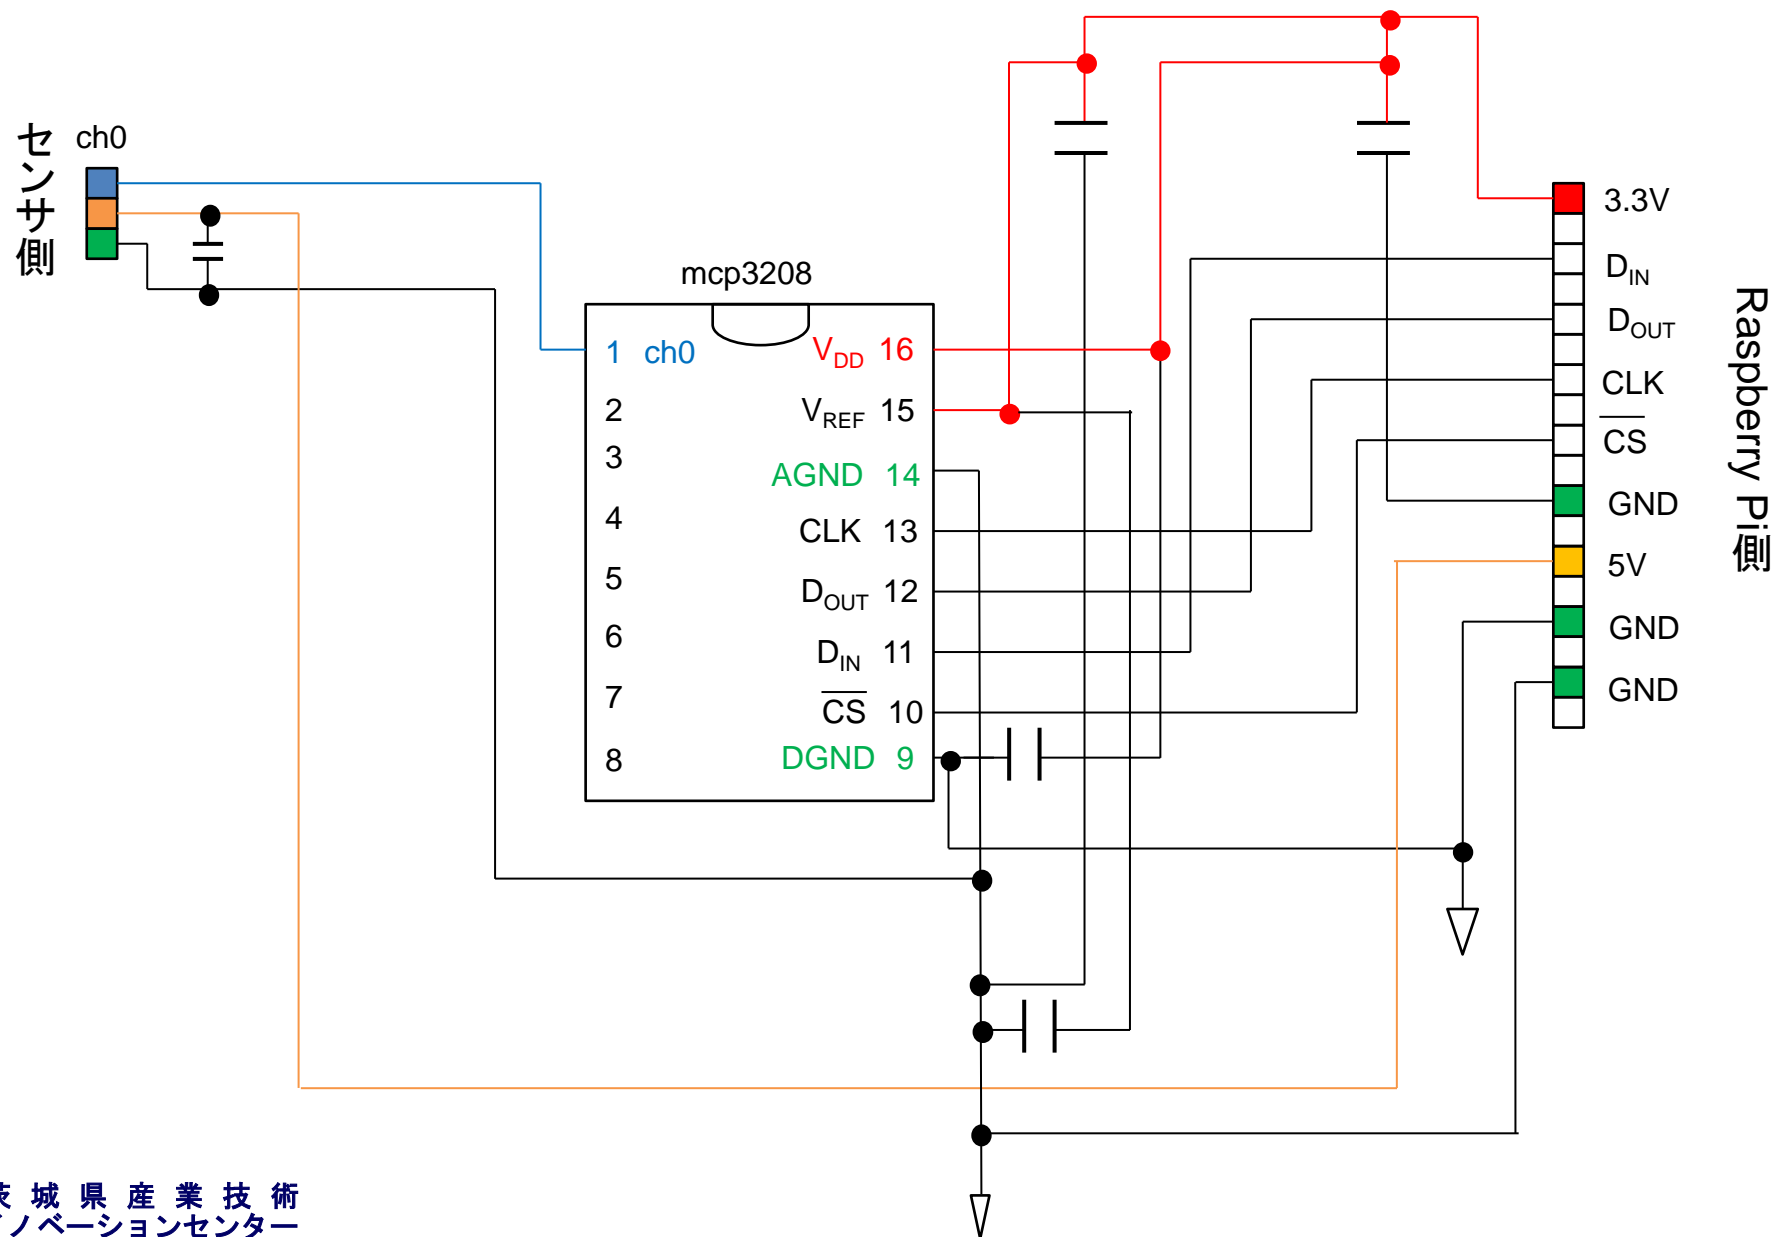 センサ側
ch0
mcp3208
1 ch0
2
3
4
5
6
7
8
VDD 16
VREF 15
AGND 14
CLK 13
DOUT 12
DIN 11
CS 10
DGND 9
3.3V
DIN
DOUT
CLK
CS
GND
5V
GND
GND
Raspberry Pi側
茨城県産業技術
イノベーションセンター